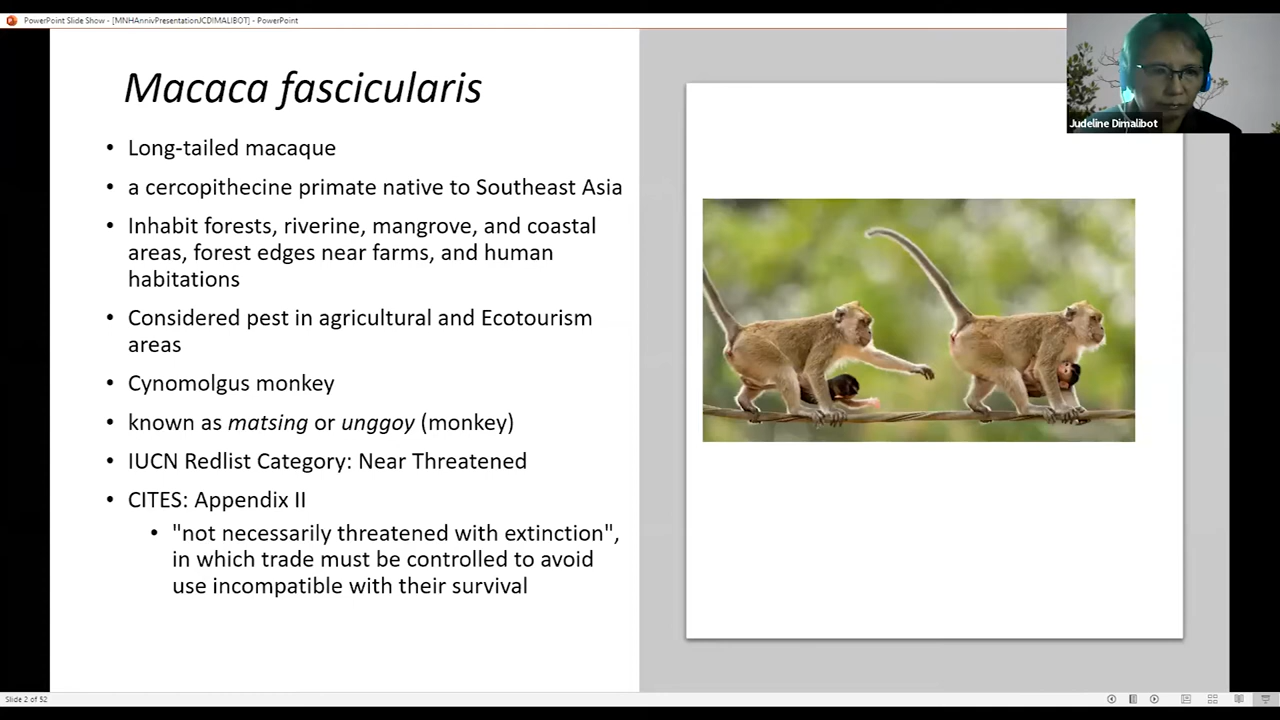 PowerPoint Slide Show - [MNHAnnivPresentationJCDIMALIBOT] - PowerPoint
Judeline Dimalibot
Macaca fascicularis
• Long-tailed macaque
• a cercopithecine primate native to Southeast Asia
• Inhabit forests, riverine, mangrove, and coastal
areas, forest edges near farms, and human
habitations
• Considered pest in agricultural and Ecotourism
areas
• Cynomolgus monkey
• known as matsing or unggoy (monkey)
• IUCN Redlist Category: Near Threatened
• CITES: Appendix II
• "not necessarily threatened with extinction",
in which trade must be controlled to avoid
use incompatible with their survival
Slide 2 of 52